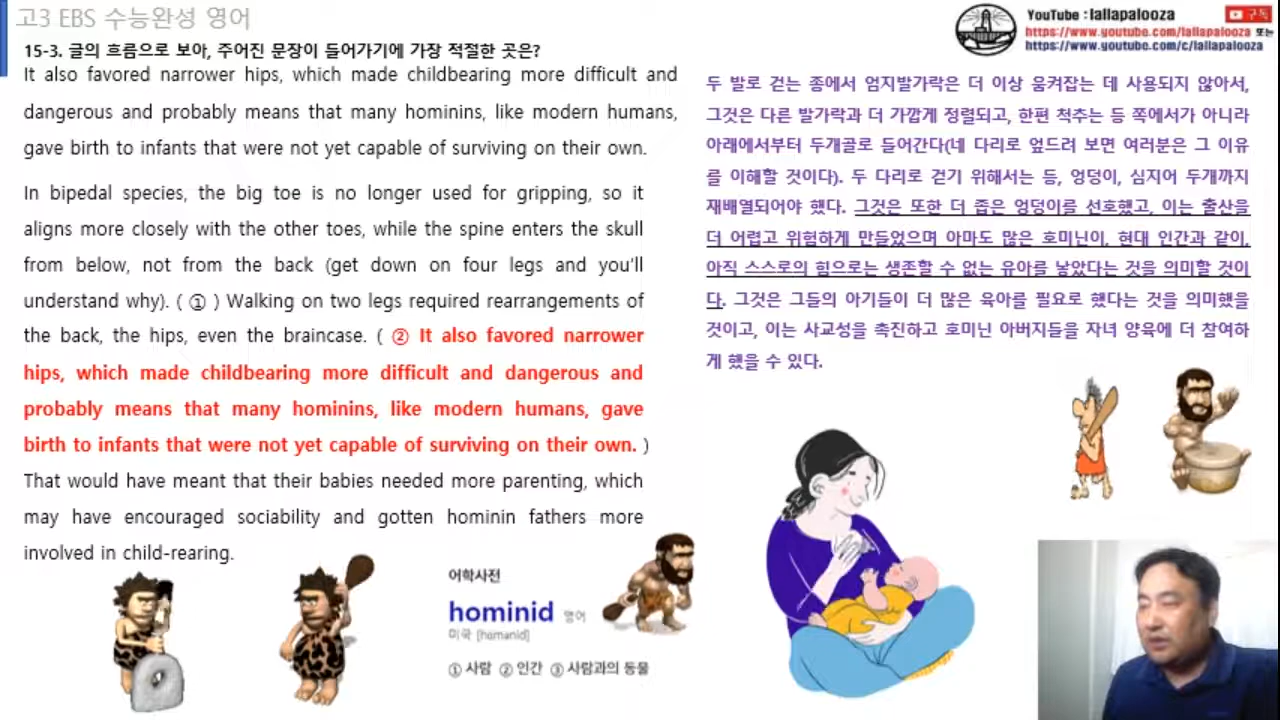 고3 EBS 수능완성 영어
YouTube : lallapalooza
구독
https://www.youtube.com/lallapalooza 또는
https://www.youtube.com/c/lallapalooza
15-3. 글의 흐름으로 보아, 주어진 문장이 들어가기에 가장 적절한 곳은?
It also favored narrower hips, which made childbearing more difficult and
dangerous and probably means that many hominins, like modern humans,
gave birth to infants that were not yet capable of surviving on their own.
In bipedal species, the big toe is no longer used for gripping, so it
aligns more closely with the other toes, while the spine enters the skull
from below, not from the back (get down on four legs and you'll
understand why). ( ① ) Walking on two legs required rearrangements of
the back, the hips, even the braincase. ( ② It also favored narrower
hips, which made childbearing more difficult and dangerous and
probably means that many hominins, like modern humans, gave
birth to infants that were not yet capable of surviving on their own. )
That would have meant that their babies needed more parenting, which
may have encouraged sociability and gotten hominin fathers more
involved in child-rearing.
두 발로 걷는 종에서 엄지발가락은 더 이상 움켜잡는 데 사용되지 않아서,
그것은 다른 발가락과 더 가깝게 정렬되고, 한편 척추는 등 쪽에서가 아니라
아래에서부터 두개골로 들어간다(네 다리로 엎드려 보면 여러분은 그 이유
를 이해할 것이다). 두 다리로 걷기 위해서는 등, 엉덩이, 심지어 두개까지
재배열되어야 했다. 그것은 또한 더 좁은 엉덩이를 선호했고, 이는 출산을
더 어렵고 위험하게 만들었으며 아마도 많은 호미닌이, 현대 인간과 같이,
아직 스스로의 힘으로는 생존할 수 없는 유아를 낳았다는 것을 의미할 것이
다. 그것은 그들의 아기들이 더 많은 육아를 필요로 했다는 것을 의미했을
것이고, 이는 사교성을 촉진하고 호미닌 아버지들을 자녀 양육에 더 참여하
게 했을 수 있다.
어학사전
hominid 영어
미국 [hamanid]
① 사람 ② 인간 ③ 사람과의 동물